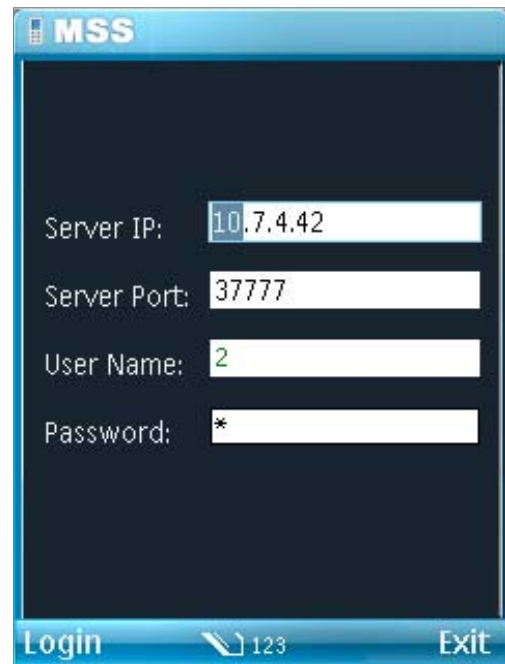 MSS
Server IP: 10.7.4.42
Server Port: 37777
User Name: 2
Password: *
Login 123 Exit